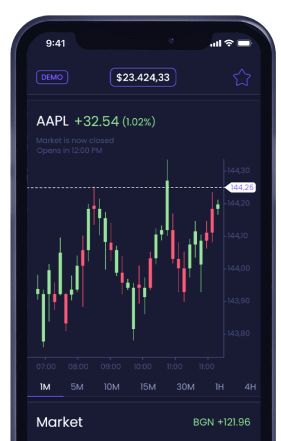 9:41
DEMO
$23.424,33
AAPL +32.54 (1.02%)
Market is now closed
Opens in 12:00 PM
144,30
144,26
144,20
144,10
144,00
143,90
143,80
07:00 08:00 09:00 10:00 11:00 11:00
1M 5M 10M 15M 30M 1H 4H
Market BGN +121.96